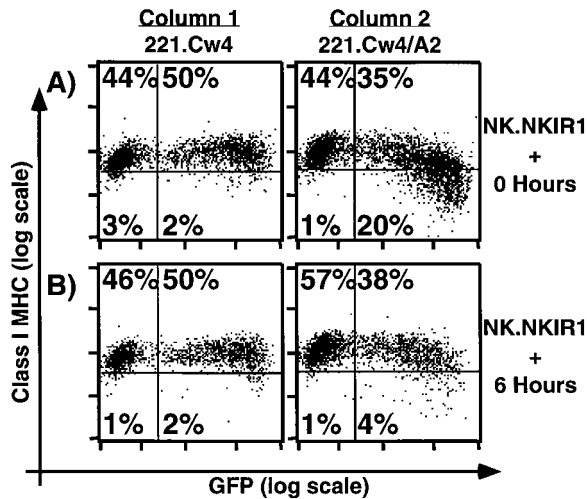 Column 1
Column 2
221.Cw4
221.Cw4/A2
A)
44% 50%
44% 35%
3% 2%
1% 20%
NK.NKIR1
+
0 Hours
B)
46% 50%
57% 38%
1% 2%
1% 4%
NK.NKIR1
+
6 Hours
Class I MHC (log scale)
GFP (log scale)